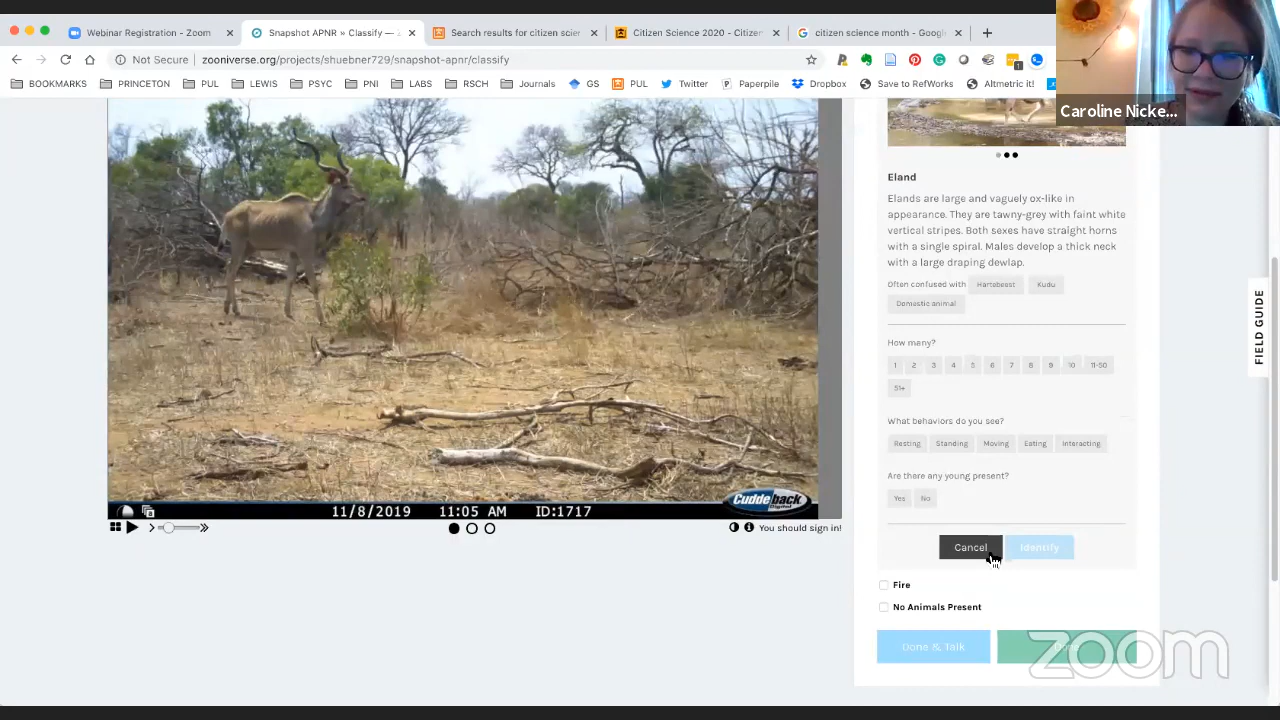 Webinar Registration - Zoom
Snapshot APNR » Classify —
Search results for citizen scien
Citizen Science 2020 - Citizen
citizen science month - Google
Not Secure zooniverse.org/projects/shuebner729/snapshot-apnr/classify
BOOKMARKS PRINCETON PUL LEWIS PSYC PNI LABS RSCH Journals GS PUL Twitter Paperpile Dropbox Save to RefWorks Altmetric it!
Caroline Nicke...
Eland
Elands are large and vaguely ox-like in
appearance. They are tawny-grey with faint white
vertical stripes. Both sexes have straight horns
with a single spiral. Males develop a thick neck
with a large draping dewlap.
Often confused with Hartebeest Kudu
Domestic animal
How many?
1 2 3 4 5 6 7 8 9 10 11-50
51+
What behaviors do you see?
Resting Standing Moving Eating Interacting
Are there any young present?
Yes No
Cancel Identify
Fire
No Animals Present
Done & Talk Done
FIELD GUIDE
Cuddeback
Digital
11/8/2019 11:05 AM ID:1717
You should sign in!
zoom